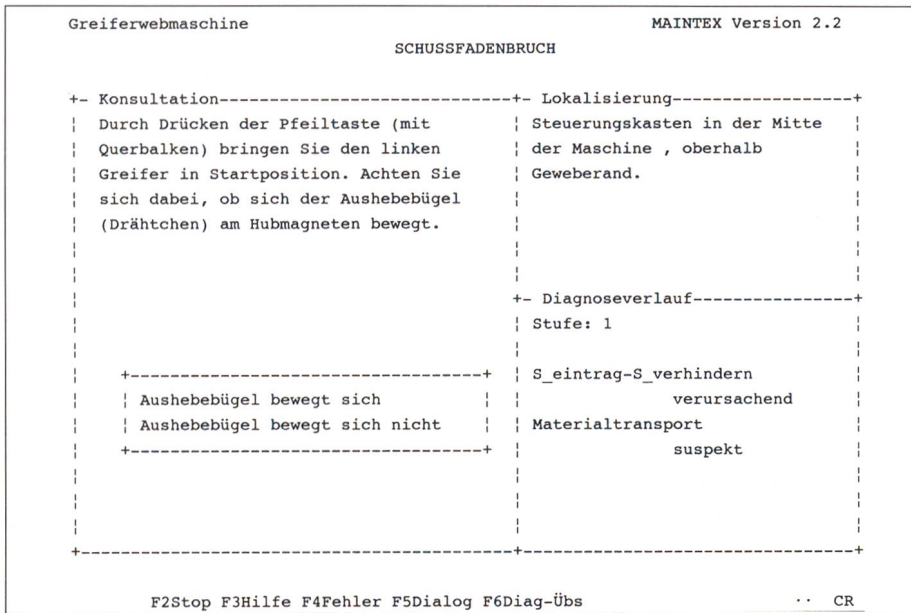 Greiferwebmaschine MAINTEX Version 2.2
SCHUSSFADENBRUCH
+- Konsultation-----------------------------+- Lokalisierung------------------+
¦ Durch Drücken der Pfeiltaste (mit ¦ Steuerungskasten in der Mitte ¦
¦ Querbalken) bringen Sie den linken ¦ der Maschine , oberhalb ¦
¦ Greifer in Startposition. Achten Sie ¦ Geweberand. ¦
¦ sich dabei, ob sich der Aushebebügel ¦ ¦
¦ (Drähtchen) am Hubmagneten bewegt. ¦ ¦
+- Diagnoseverlauf----------------+
¦ Stufe: 1 ¦
+-----------------------------------+ ¦ S_eintrag-S_verhindern ¦
¦ Aushebebügel bewegt sich ¦ ¦ verursachend ¦
¦ Aushebebügel bewegt sich nicht ¦ ¦ Materialtransport ¦
+-----------------------------------+ ¦ suspekt ¦
+-------------------------------------------+---------------------------------+
F2Stop F3Hilfe F4Fehler F5Dialog F6Diag-Übs ·· CR